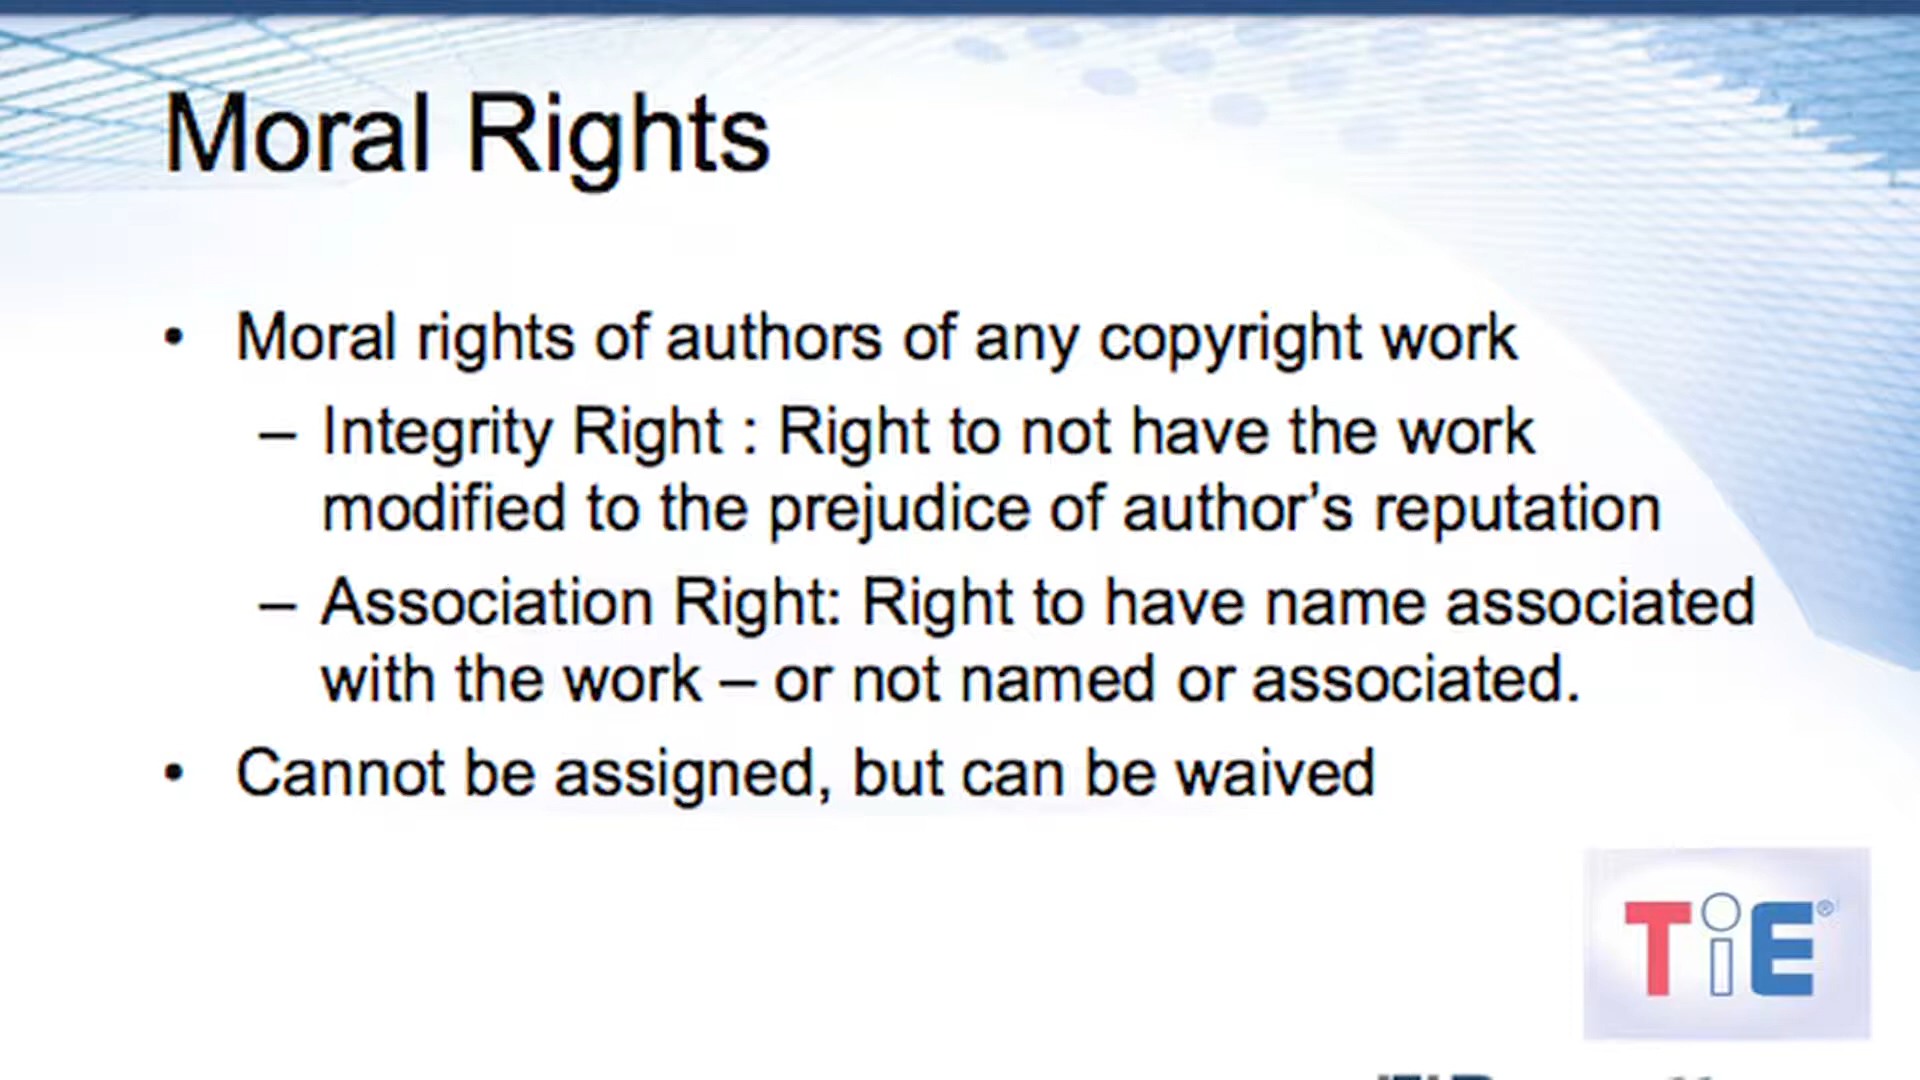 Moral Rights
• Moral rights of authors of any copyright work
– Integrity Right : Right to not have the work
modified to the prejudice of author’s reputation
– Association Right: Right to have name associated
with the work – or not named or associated.
• Cannot be assigned, but can be waived
TiE®